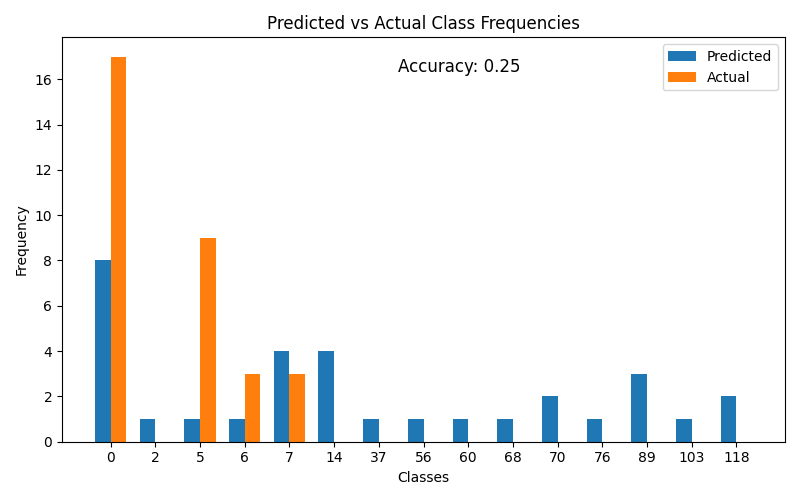 Predicted vs Actual Class Frequencies
Accuracy: 0.25
Predicted
Actual
Frequency
16
14
12
10
8
6
4
2
0
0 2 5 6 7 14 37 56 60 68 70 76 89 103 118
Classes